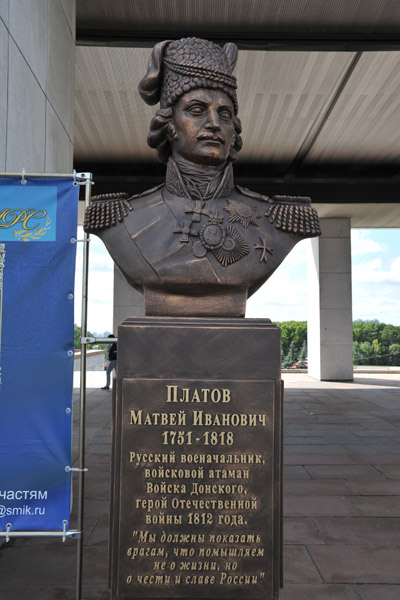 РС
частям
@smik.ru
ПЛАТОВ
МАТВЕЙ ИВАНОВИЧ
1751-1818
Русский военачальник,
войсковой атаман
Войска Донского,
герой Отечественной
войны 1812 года.
"Мы должны показать
врагам, что помышляем
не о жизни, но
о чести и славе России"